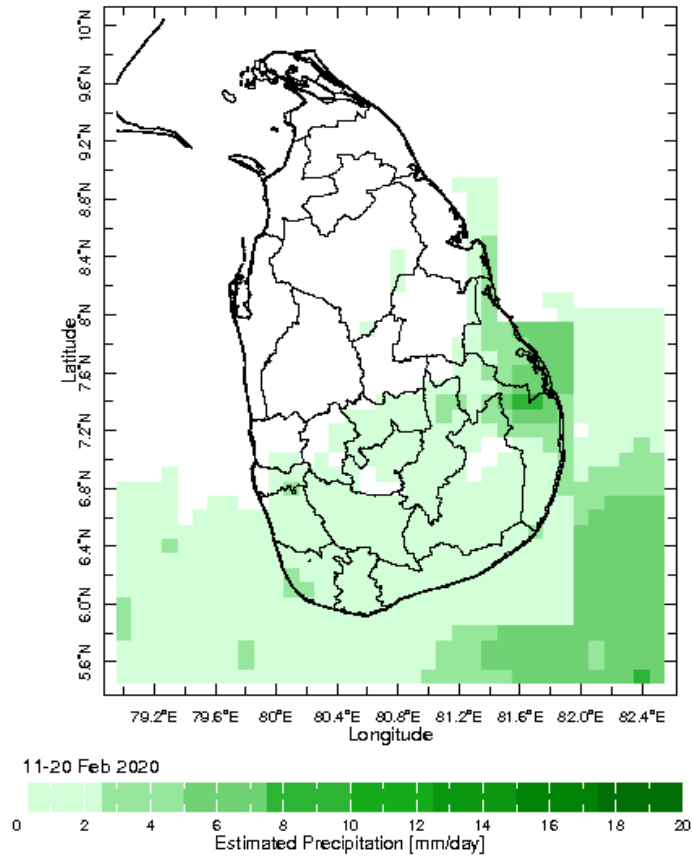 10°N
9.6°N
9.2°N
8.8°N
8.4°N
8°N
7.6°N
7.2°N
6.8°N
6.4°N
6.0°N
5.6°N
Latitude
79.2°E 79.6°E 80°E 80.4°E 80.8°E 81.2°E 81.6°E 82.0°E 82.4°E
Longitude
11-20 Feb 2020
0 2 4 6 8 10 12 14 16 18 20
Estimated Precipitation [mm/day]